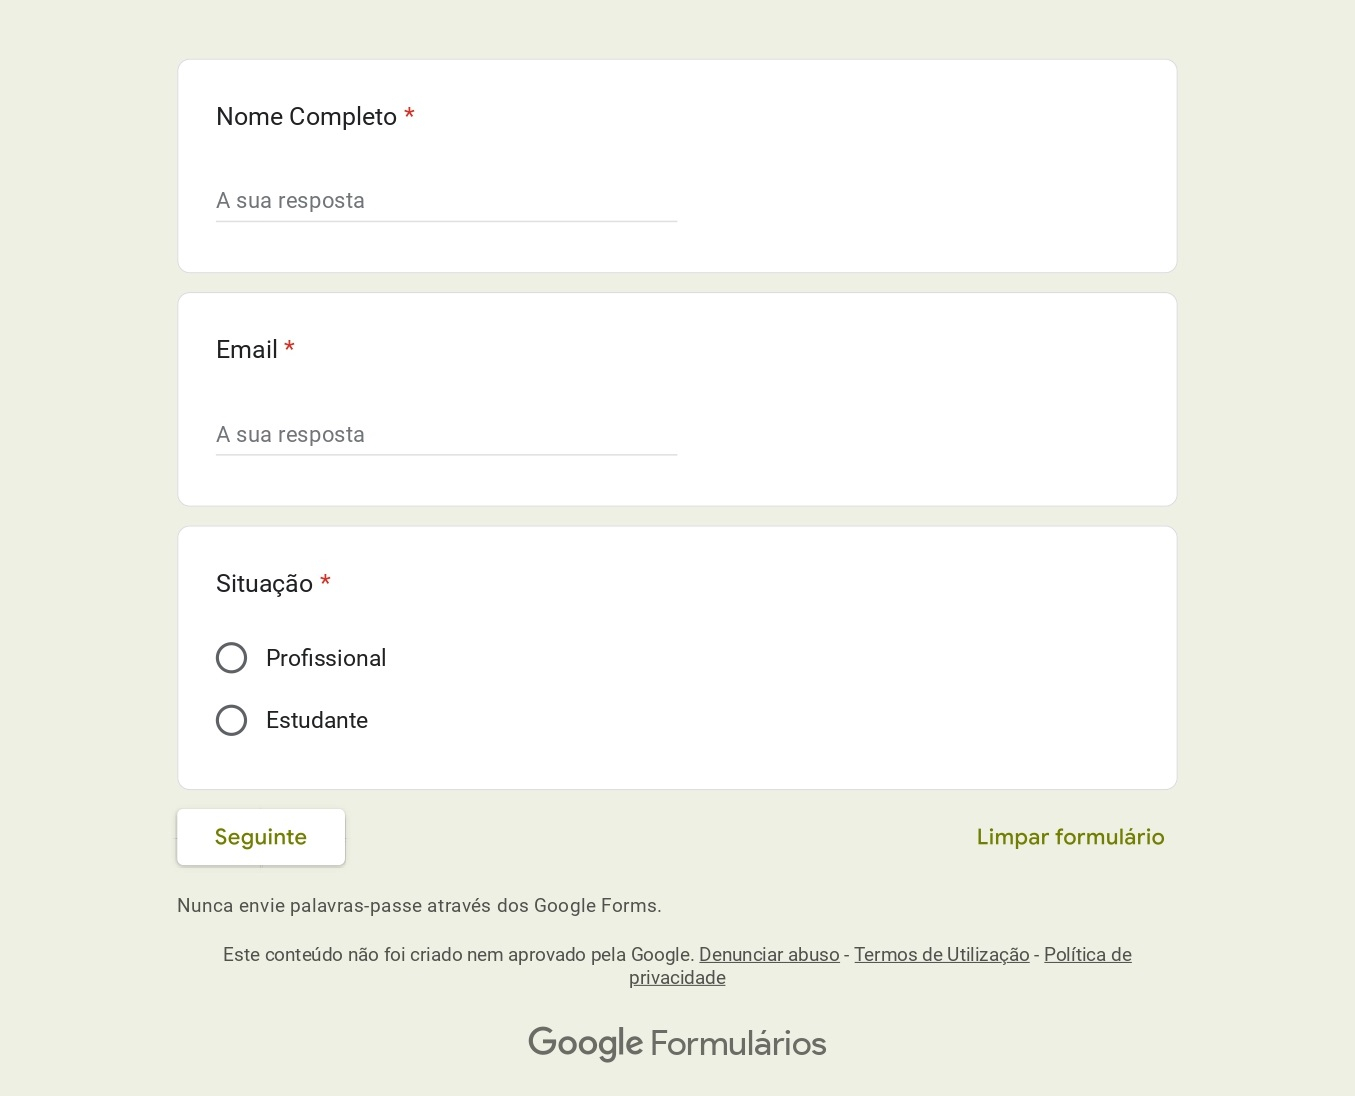 Nome Completo *
A sua resposta
Email *
A sua resposta
Situação *
Profissional
Estudante
Seguinte
Limpar formulário
Nunca envie palavras-passe através dos Google Forms.
Este conteúdo não foi criado nem aprovado pela Google. Denunciar abuso - Termos de Utilização - Política de
privacidade
Google Formulários